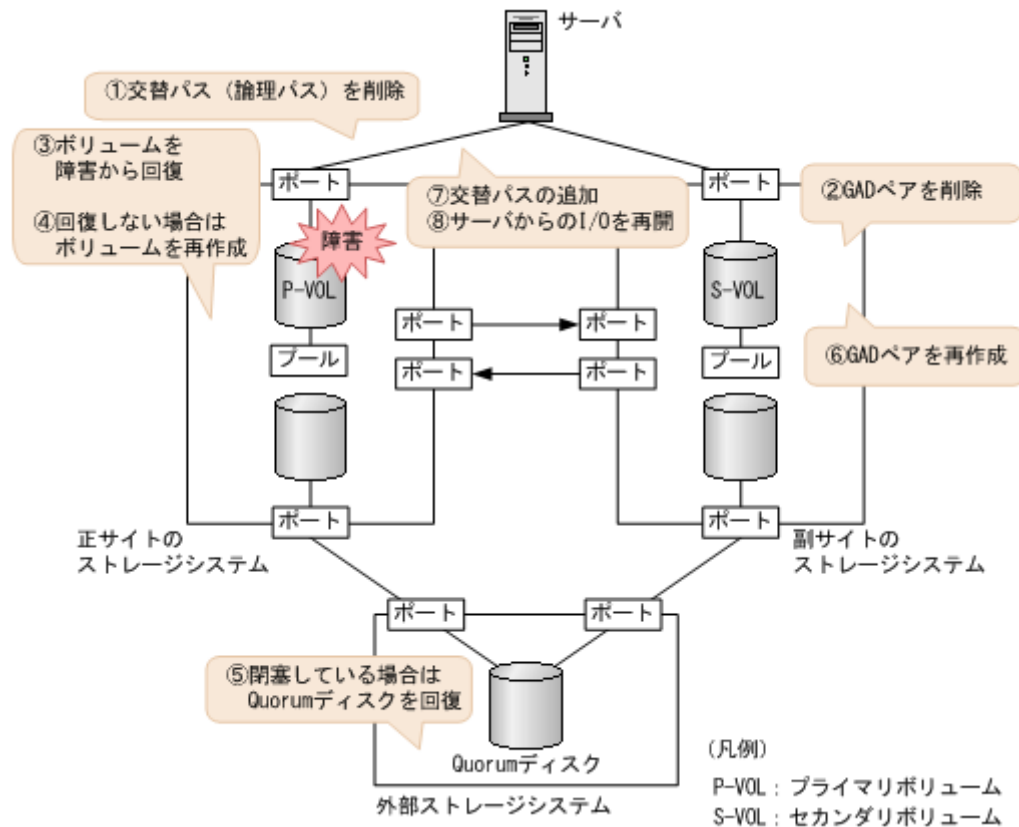 サーバ
①交替パス（論理パス）を削除
③ボリュームを
障害から回復
④回復しない場合は
ボリュームを再作成
ポート
ポート
⑦交替パスの追加
⑧サーバからのI/Oを再開
②GADペアを削除
障害
P-VOL
S-VOL
ポート
ポート
プール
プール
ポート
ポート
⑥GADペアを再作成
ポート
ポート
正サイトの
ストレージシステム
副サイトの
ストレージシステム
ポート
ポート
⑤閉塞している場合は
Quorumディスクを回復
Quorumディスク
外部ストレージシステム
(凡例)
P-VOL：プライマリボリューム
S-VOL：セカンダリボリューム